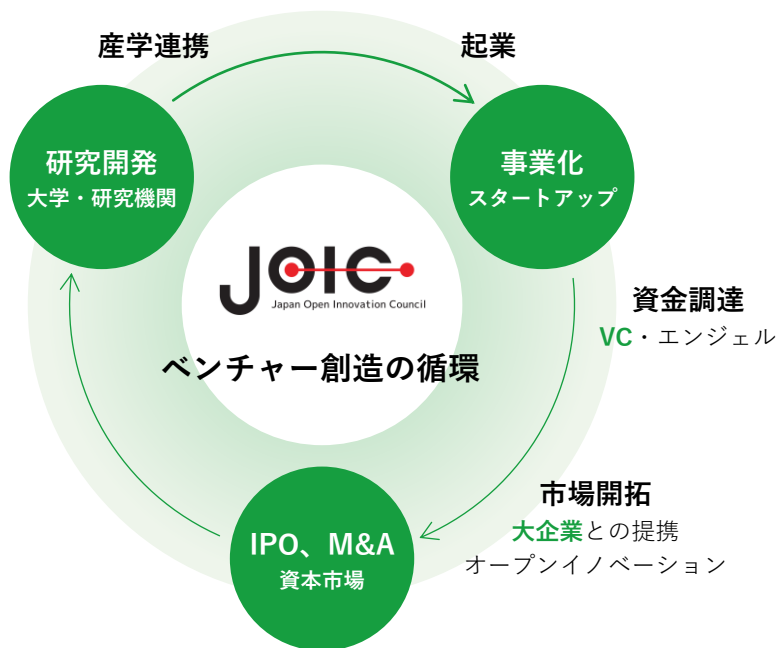 産学連携
起業
研究開発
大学・研究機関
事業化
スタートアップ
JOIC
Japan Open Innovation Council
ベンチャー創造の循環
資金調達
VC・エンジェル
市場開拓
大企業との提携
オープンイノベーション
IPO、M&A
資本市場